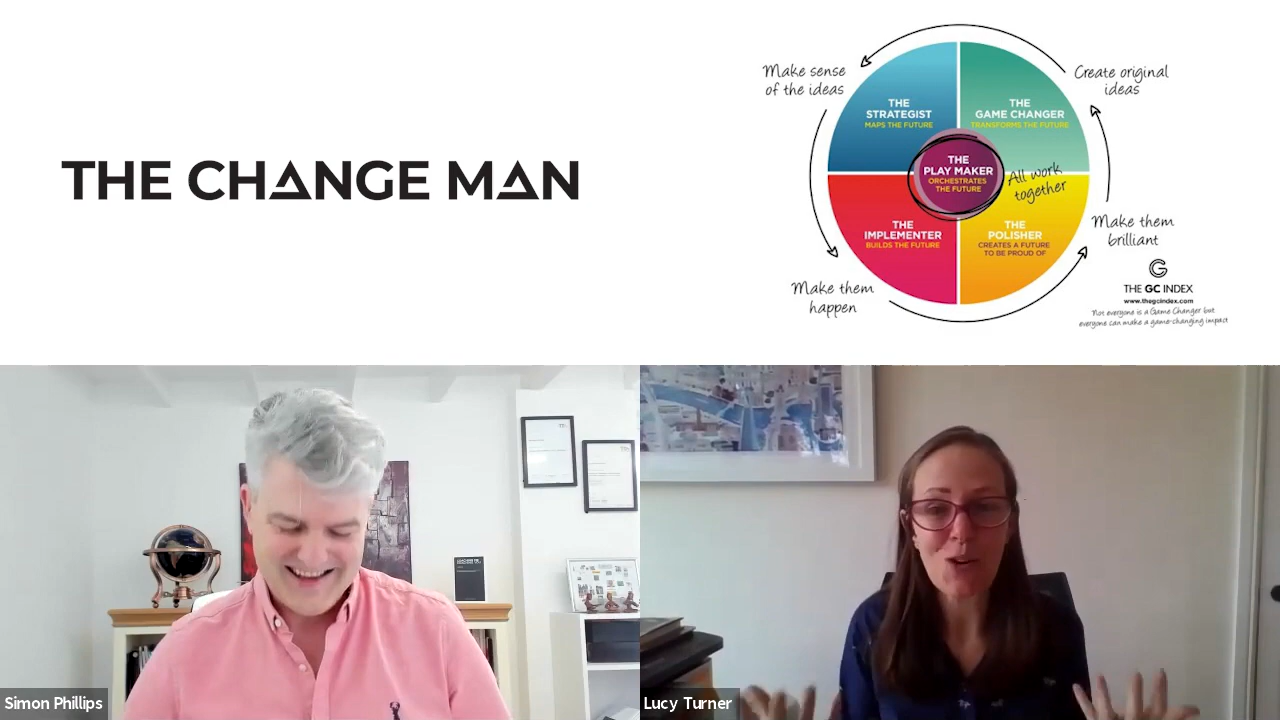 THE CHANGE MAN
Make sense
of the ideas
Create original
ideas
THE
STRATEGIST
MAPS THE FUTURE
THE
GAME CHANGER
TRANSFORMS THE FUTURE
THE
PLAY MAKER
ORCHESTRATES
THE FUTURE
All work
together
THE
IMPLEMENTER
BUILDS THE FUTURE
THE
POLISHER
CREATES A FUTURE
TO BE PROUD OF
Make them
brilliant
Make them
happen
THE GC INDEX
www.thegcindex.com
Not everyone is a Game Changer but
everyone can make a game-changing impact
Simon Phillips
Lucy Turner